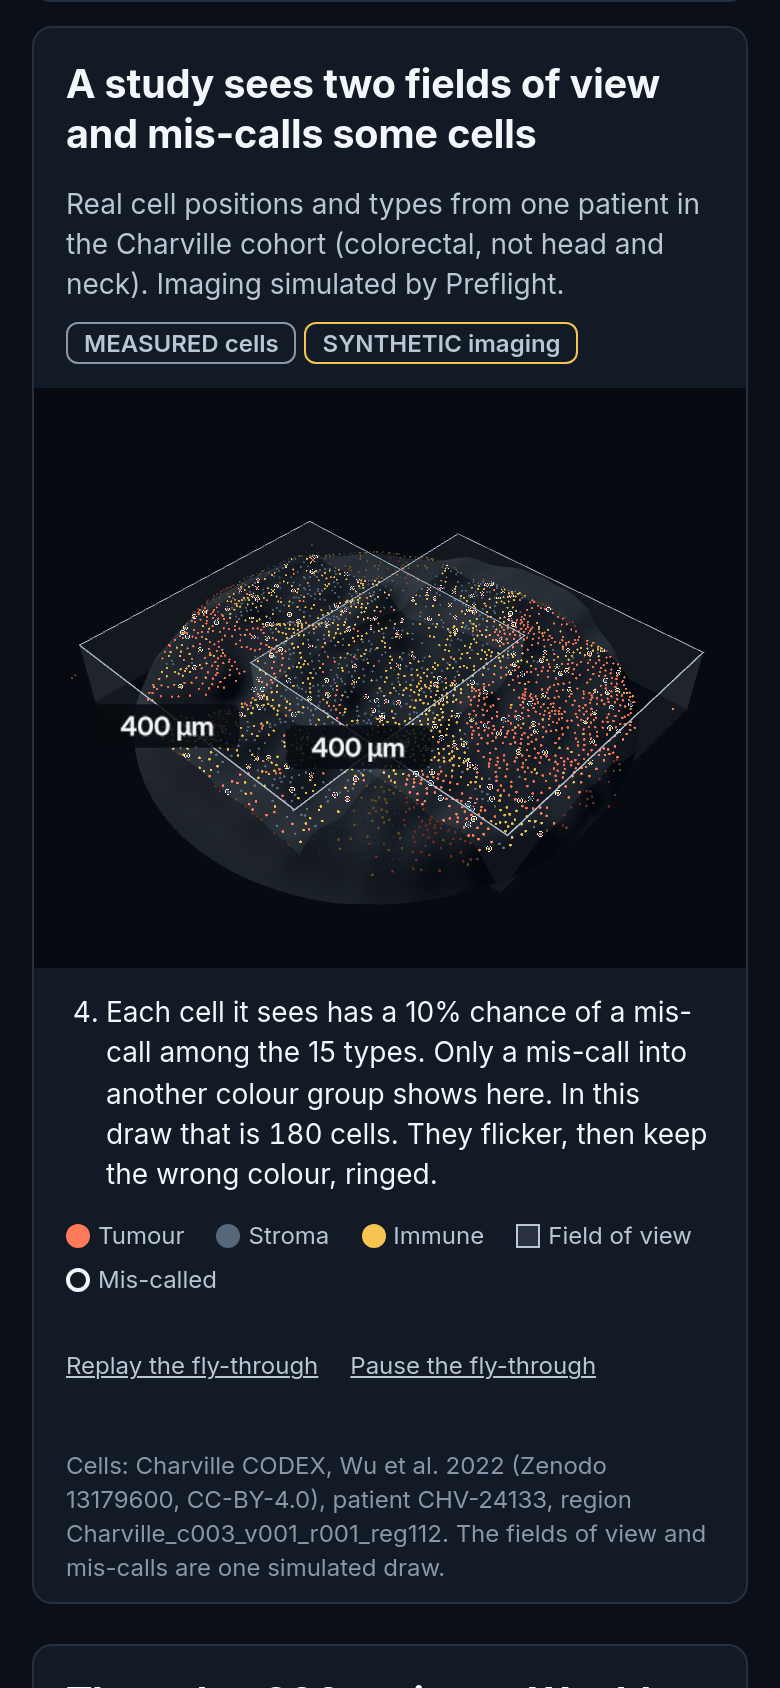 A study sees two fields of view
and mis-calls some cells
Real cell positions and types from one patient in
the Charville cohort (colorectal, not head and
neck). Imaging simulated by Preflight.
MEASURED cells SYNTHETIC imaging
400 µm
400 µm
4. Each cell it sees has a 10% chance of a mis-
call among the 15 types. Only a mis-call into
another colour group shows here. In this
draw that is 180 cells. They flicker, then keep
the wrong colour, ringed.
Tumour Stroma Immune Field of view
Mis-called
Replay the fly-through Pause the fly-through
Cells: Charville CODEX, Wu et al. 2022 (Zenodo
13179600, CC-BY-4.0), patient CHV-24133, region
Charville_c003_v001_r001_reg112. The fields of view and
mis-calls are one simulated draw.